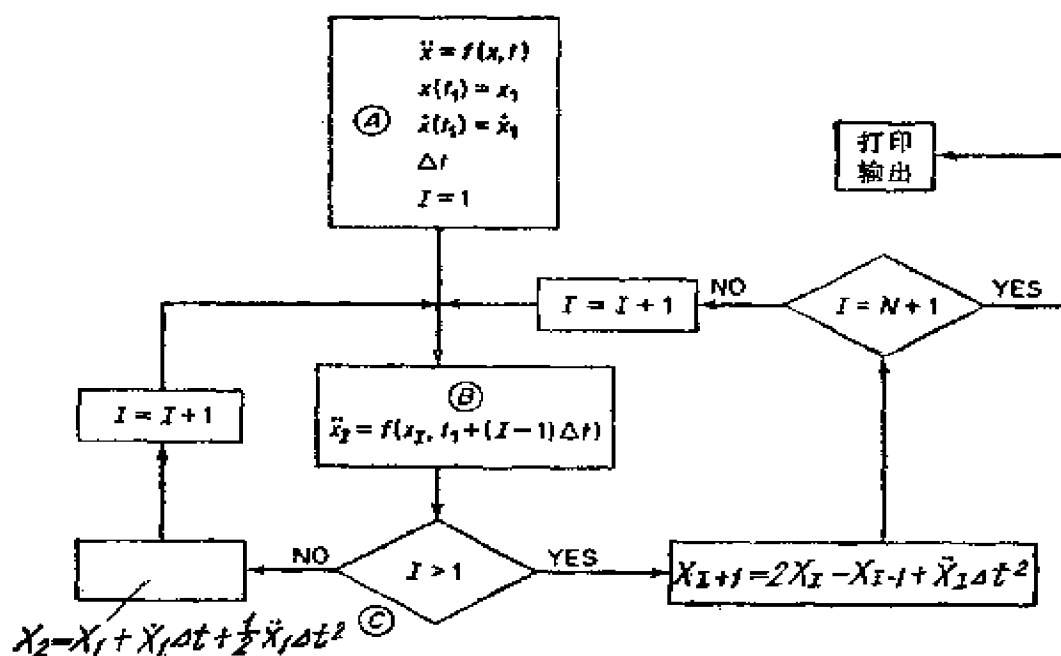 ẍ = f(x, t)
x(t₁) = x₁
Ⓐ ẋ(t₁) = ẋ₁
Δt
I = 1
打印
输出
I = I + 1
NO
I = N + 1
YES
I = I + 1
Ⓑ
ẍ_I = f(x_I, t₁ + (I − 1) Δt)
NO
I > 1
YES
X_{I+1} = 2X_I − X_{I−1} + Ẍ_I Δt²
Ⓒ
X₂ = X₁ + Ẍ₁Δt + ½Ẍ₁Δt²